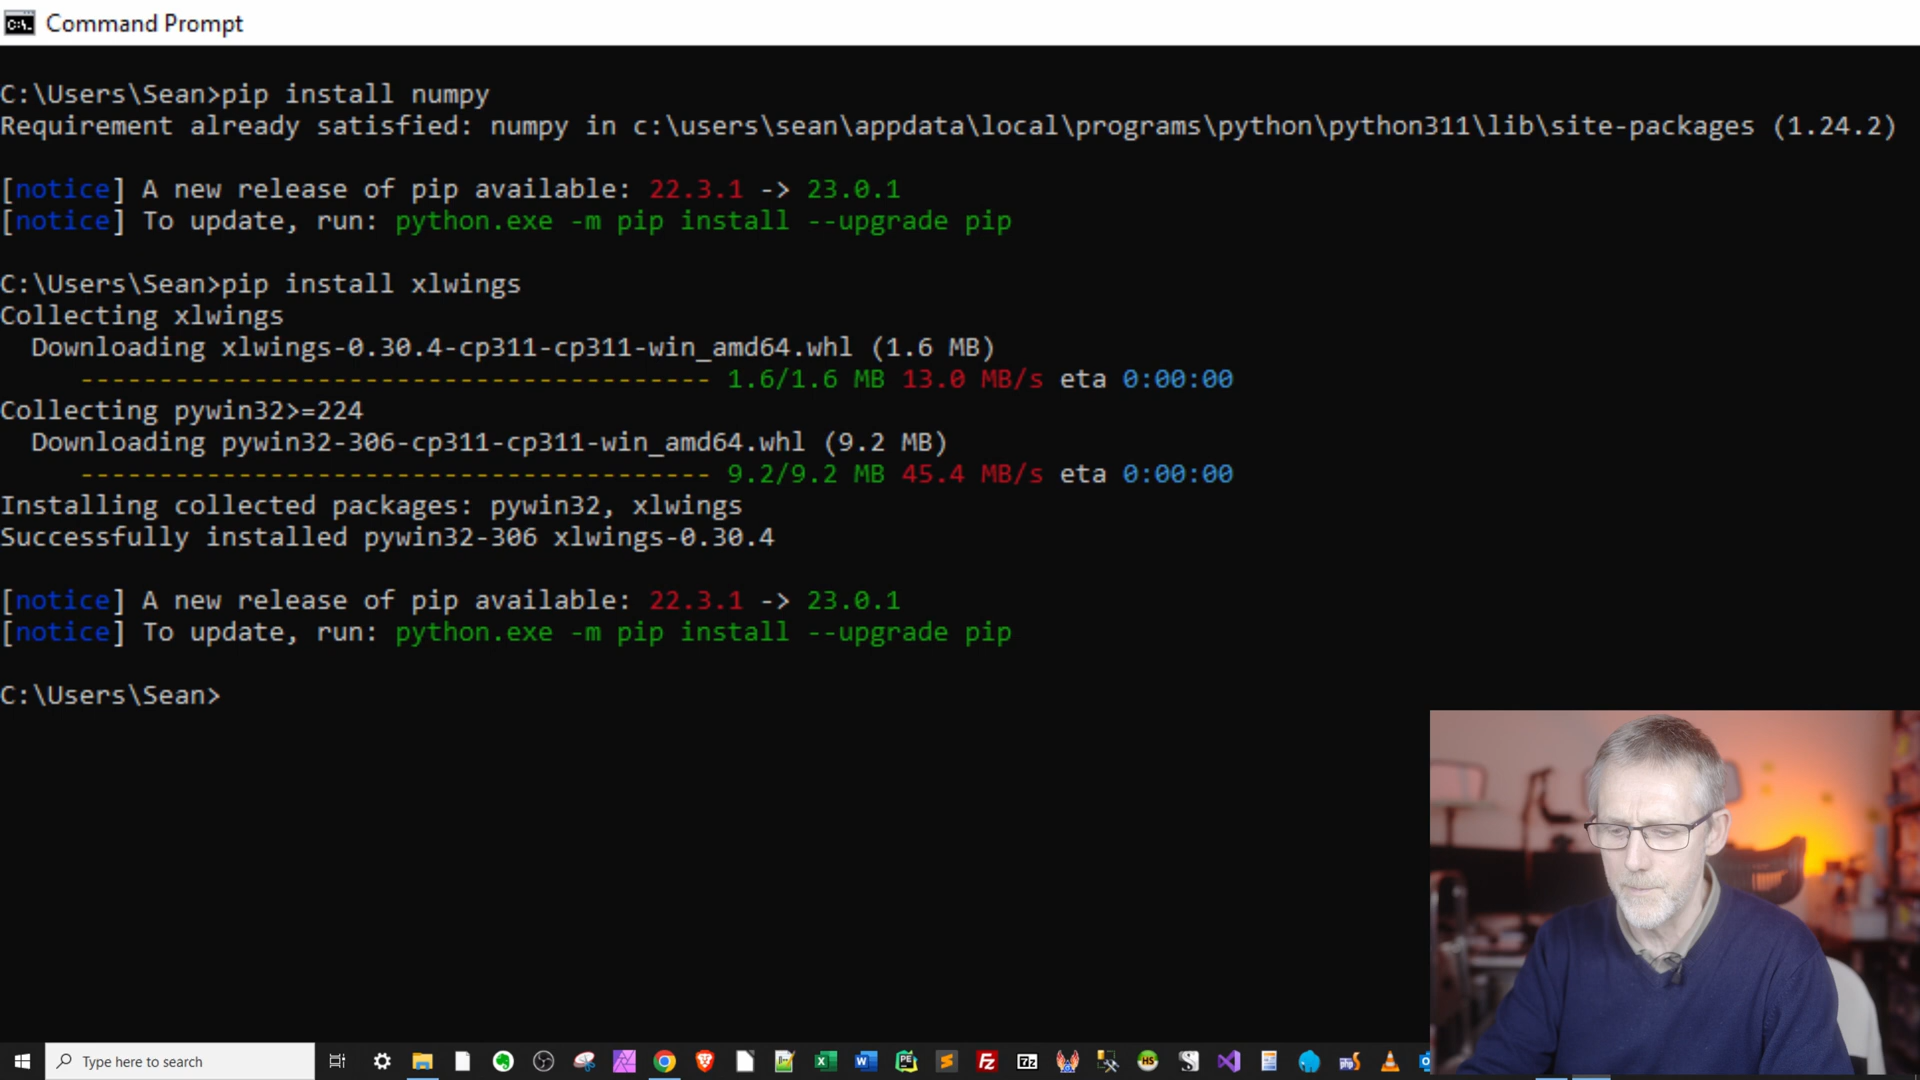 Command Prompt
C:\Users\Sean>pip install numpy
Requirement already satisfied: numpy in c:\users\sean\appdata\local\programs\python\python311\lib\site-packages (1.24.2)
[notice] A new release of pip available: 22.3.1 -> 23.0.1
[notice] To update, run: python.exe -m pip install --upgrade pip
C:\Users\Sean>pip install xlwings
Collecting xlwings
Downloading xlwings-0.30.4-cp311-cp311-win_amd64.whl (1.6 MB)
---------------------------------------- 1.6/1.6 MB 13.0 MB/s eta 0:00:00
Collecting pywin32>=224
Downloading pywin32-306-cp311-cp311-win_amd64.whl (9.2 MB)
---------------------------------------- 9.2/9.2 MB 45.4 MB/s eta 0:00:00
Installing collected packages: pywin32, xlwings
Successfully installed pywin32-306 xlwings-0.30.4
[notice] A new release of pip available: 22.3.1 -> 23.0.1
[notice] To update, run: python.exe -m pip install --upgrade pip
C:\Users\Sean>
Type here to search